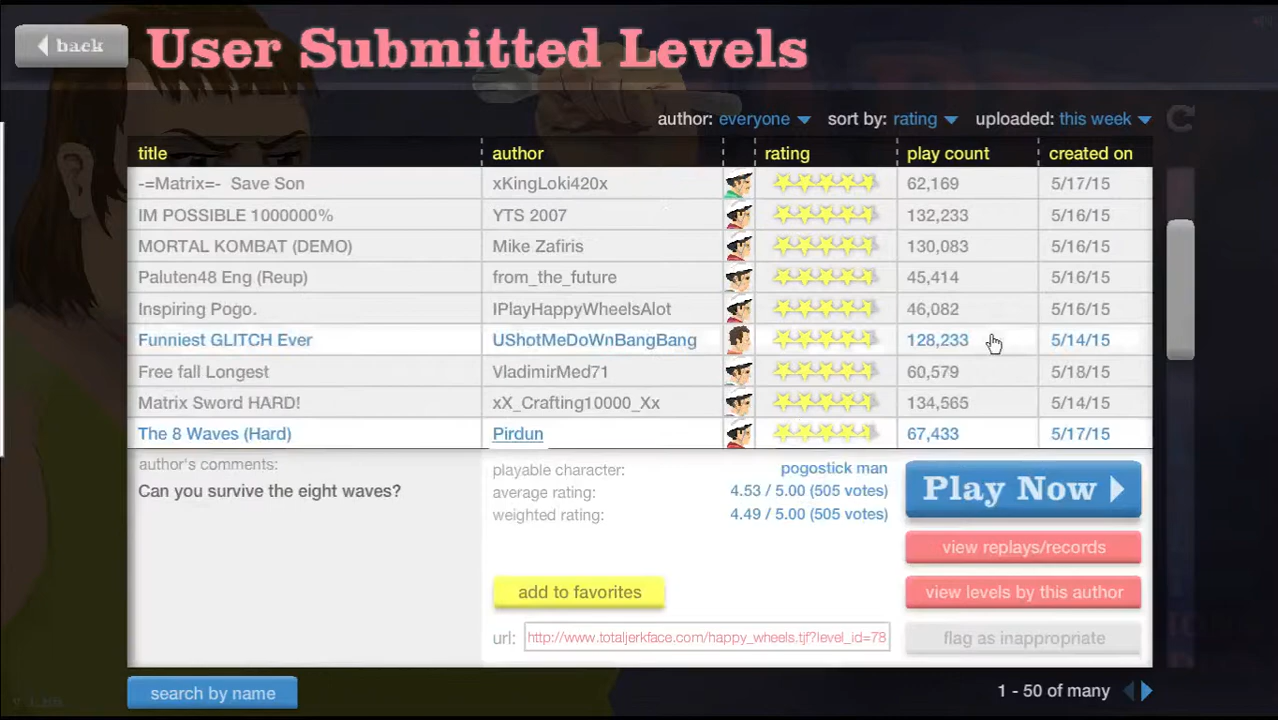 back
User Submitted Levels
author: everyone sort by: rating uploaded: this week
title author rating play count created on
-=Matrix=- Save Son xKingLoki420x 62,169 5/17/15
IM POSSIBLE 1000000% YTS 2007 132,233 5/16/15
MORTAL KOMBAT (DEMO) Mike Zafiris 130,083 5/16/15
Paluten48 Eng (Reup) from_the_future 45,414 5/16/15
Inspiring Pogo. IPlayHappyWheelsAlot 46,082 5/16/15
Funniest GLITCH Ever UShotMeDoWnBangBang 128,233 5/14/15
Free fall Longest VladimirMed71 60,579 5/18/15
Matrix Sword HARD! xX_Crafting10000_Xx 134,565 5/14/15
The 8 Waves (Hard) Pirdun 67,433 5/17/15
author's comments:
Can you survive the eight waves?
playable character: pogostick man
average rating: 4.53 / 5.00 (505 votes)
weighted rating: 4.49 / 5.00 (505 votes)
add to favorites
url: http://www.totaljerkface.com/happy_wheels.tjf?level_id=78
Play Now
view replays/records
view levels by this author
flag as inappropriate
search by name
1 - 50 of many